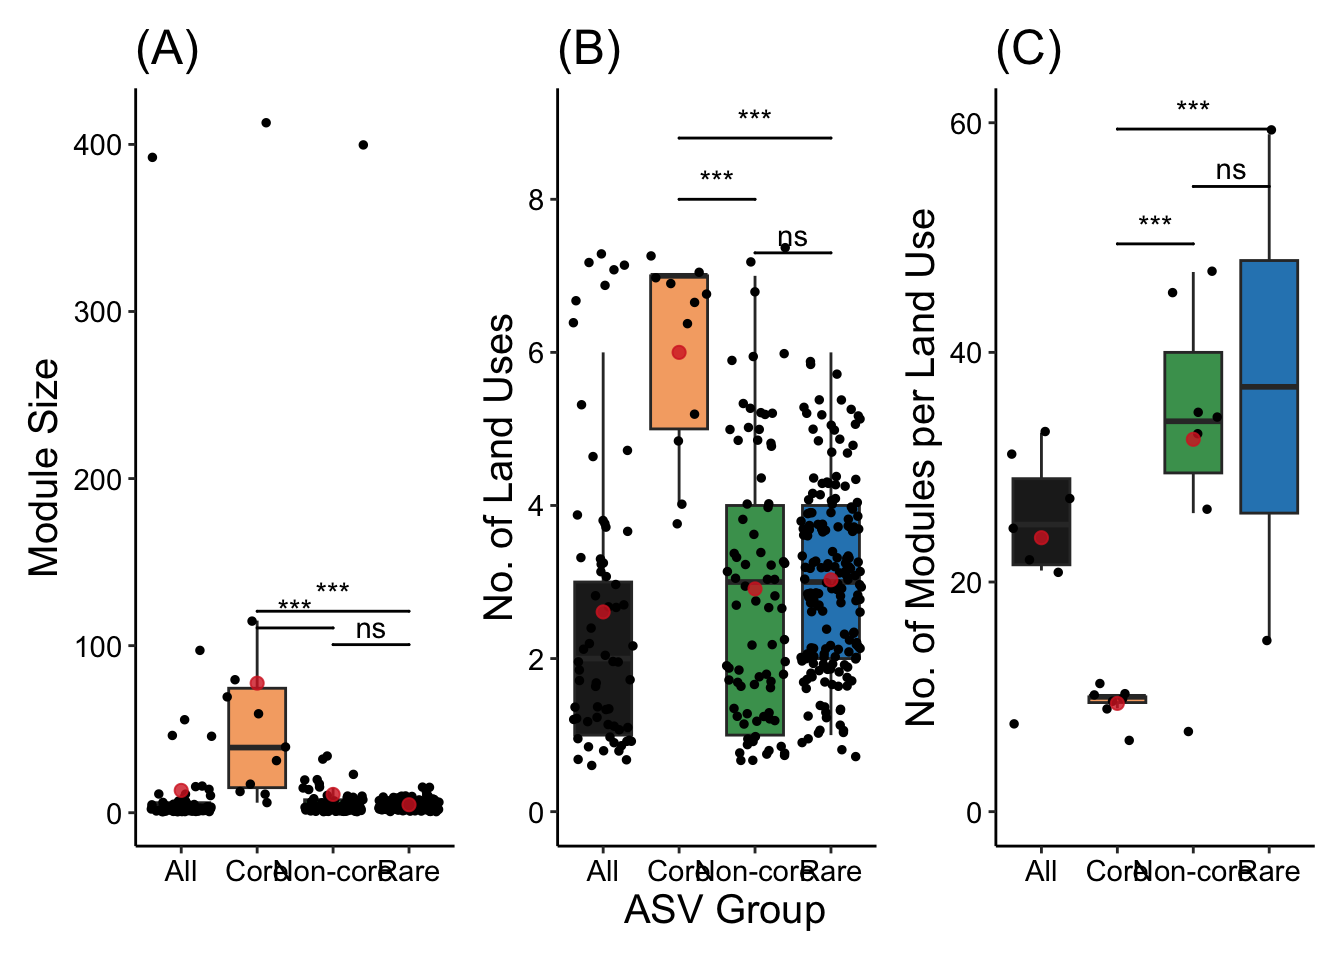 (A)
Module Size
400
300
200
100
0
***
***
ns
All Core Non-core Rare
(B)
No. of Land Uses
8
6
4
2
0
***
***
ns
All Core Non-core Rare
ASV Group
(C)
No. of Modules per Land Use
60
40
20
0
***
ns
***
All Core Non-core Rare